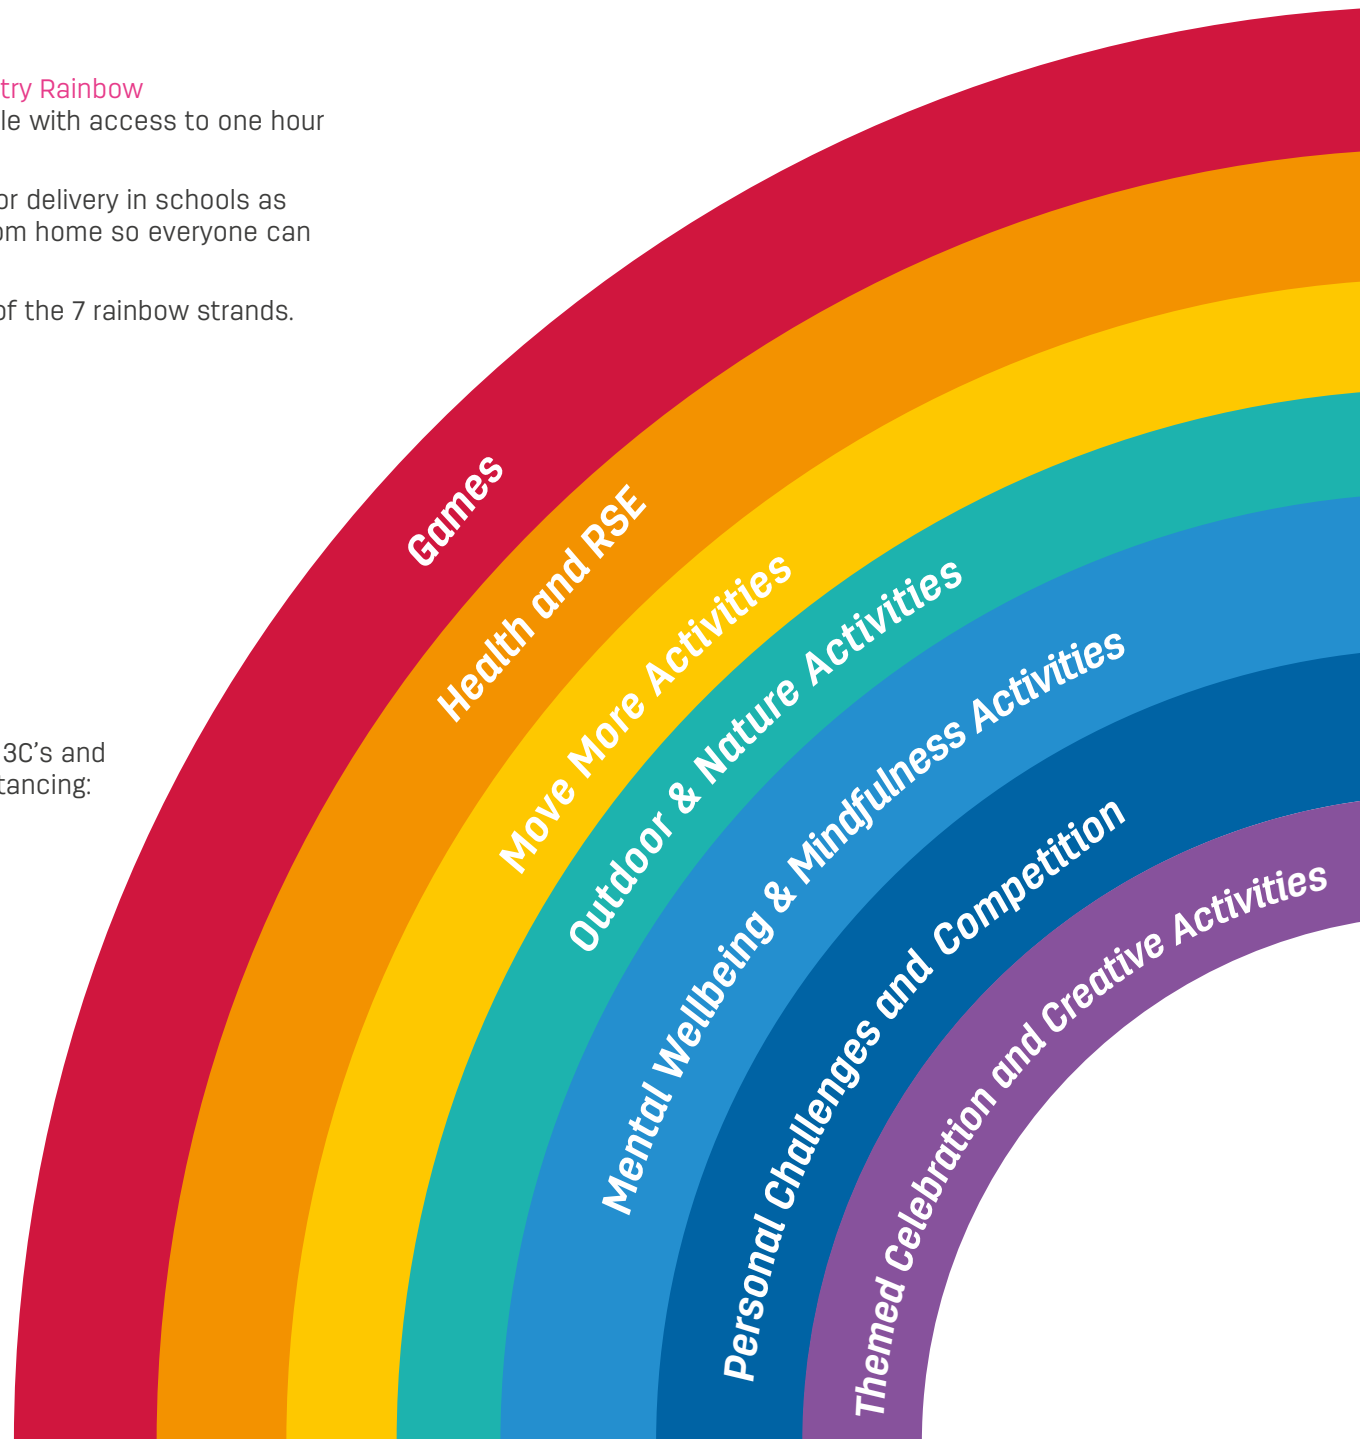 try Rainbow
le with access to one hour
or delivery in schools as
om home so everyone can
of the 7 rainbow strands.
3C’s and
tancing:
Games
Health and RSE
Move More Activities
Outdoor & Nature Activities
Mental Wellbeing & Mindfulness Activities
Personal Challenges and Competition
Themed Celebration and Creative Activities